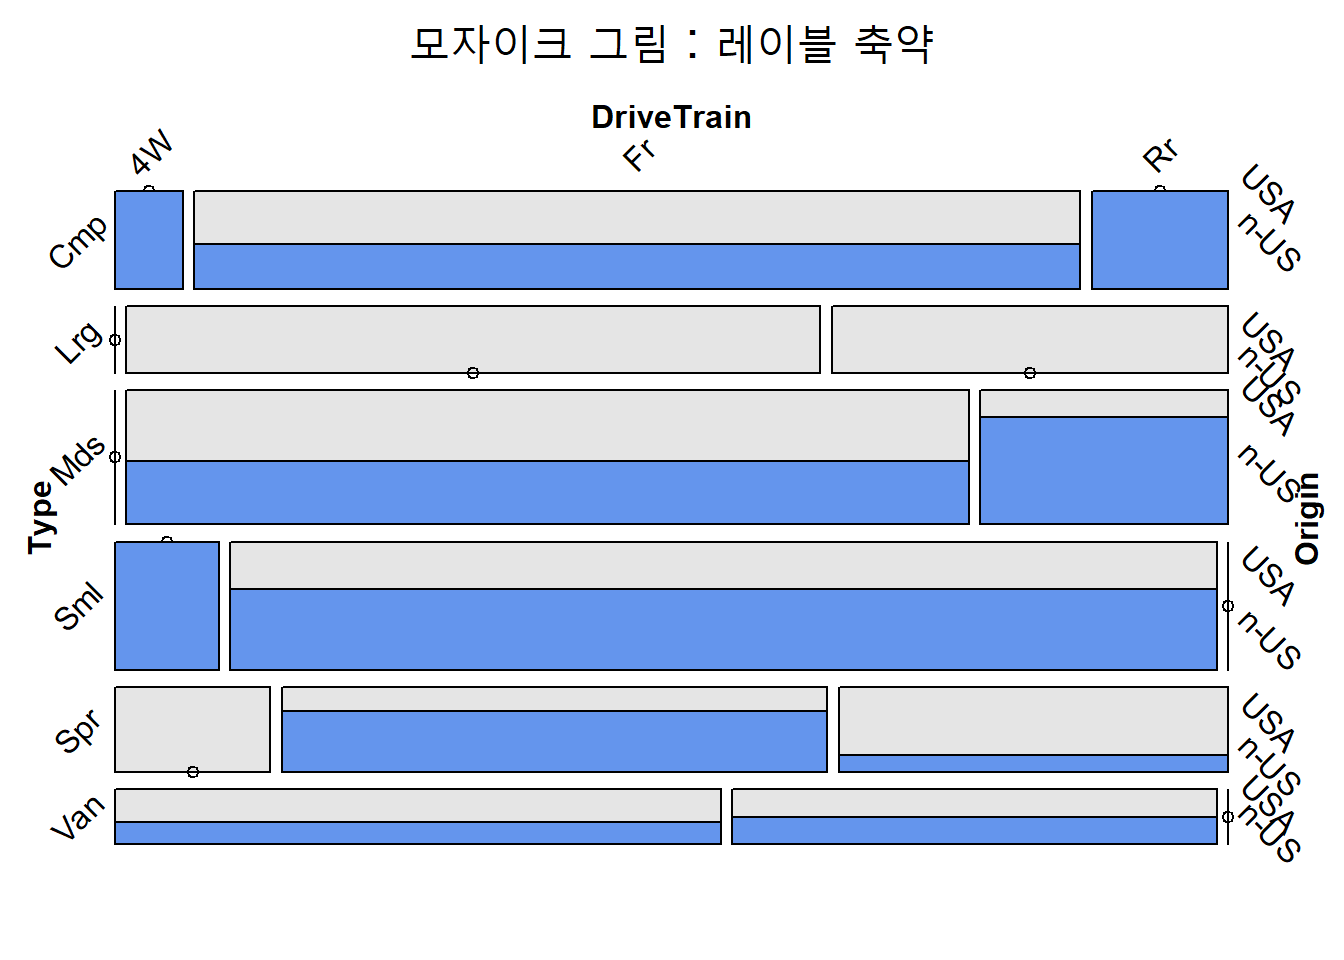 모자이크 그림 : 레이블 축약
DriveTrain
4W Fr Rr
Cmp USA
n-US
Lrg USA
n-US
Mds USA
n-US
Type Origin
Sml USA
n-US
Spr USA
n-US
Van USA
n-US